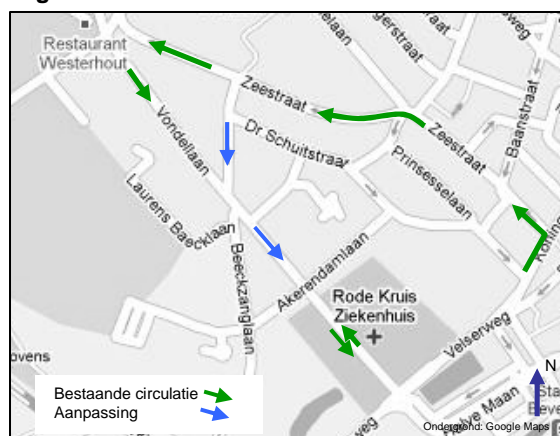 Restaurant
Westerhout
Zeestraat
Vondellaan
Dr Schuitstraat
Zeestraat
Baanstraat
Prinsesselaan
Laurens Baecklaan
Beeckzanglaan
Akerendamlaan
Rode Kruis
Ziekenhuis
Velserweg
Bestaande circulatie
Aanpassing
N
Ondergrond: Google Maps